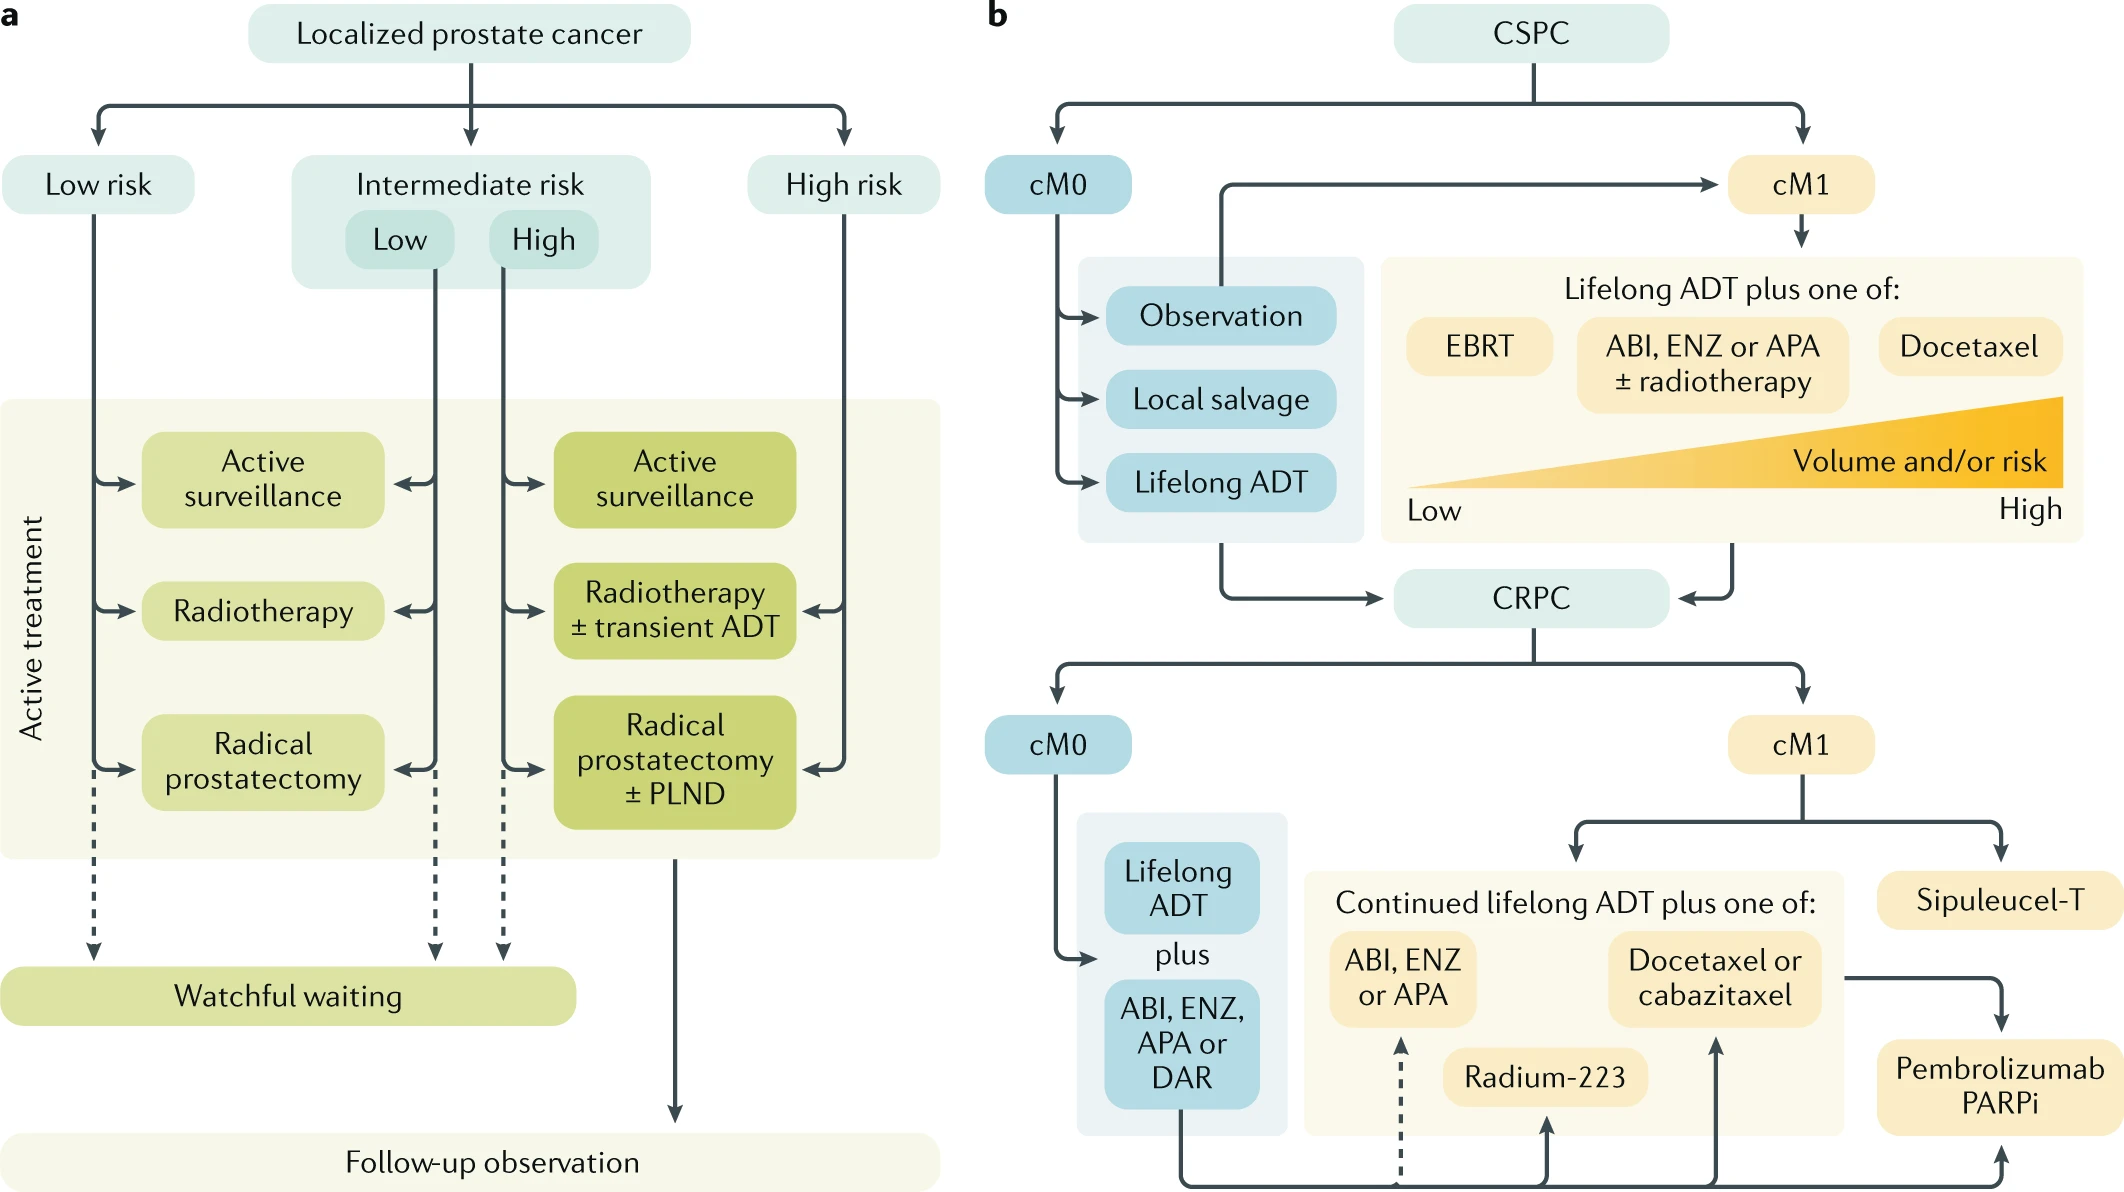 a
Localized prostate cancer
Low risk
Intermediate risk
Low
High
High risk
Active treatment
Active
surveillance
Radiotherapy
Radical
prostatectomy
Active
surveillance
Radiotherapy
± transient ADT
Radical
prostatectomy
± PLND
Watchful waiting
Follow-up observation
b
CSPC
cM0
cM1
Observation
Local salvage
Lifelong ADT
Lifelong ADT plus one of:
EBRT
ABI, ENZ or APA
± radiotherapy
Docetaxel
Volume and/or risk
Low
High
CRPC
cM0
cM1
Lifelong
ADT
plus
ABI, ENZ,
APA or
DAR
Continued lifelong ADT plus one of:
ABI, ENZ
or APA
Docetaxel or
cabazitaxel
Radium-223
Sipuleucel-T
Pembrolizumab
PARPi